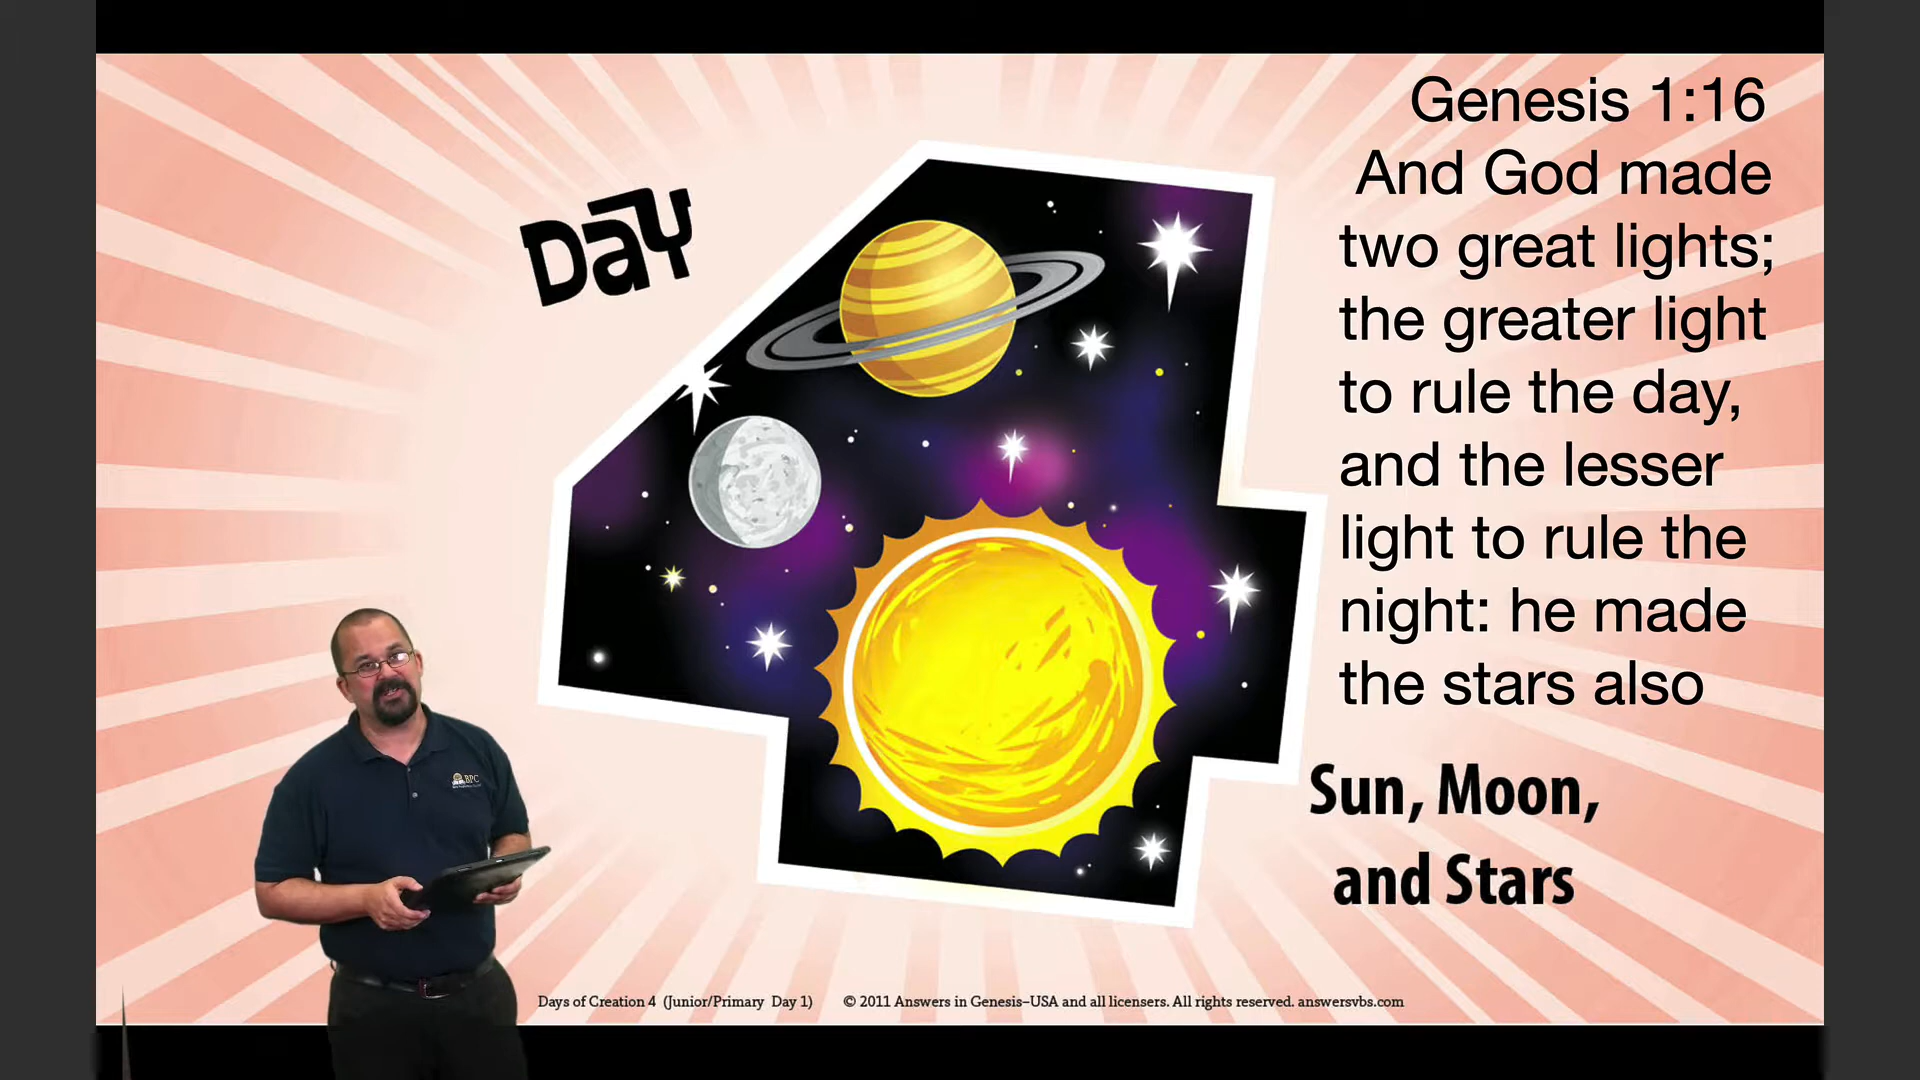 Day
4
Genesis 1:16
And God made
two great lights;
the greater light
to rule the day,
and the lesser
light to rule the
night: he made
the stars also
Sun, Moon,
and Stars
BPC
Days of Creation 4 (Junior/Primary Day 1)
© 2011 Answers in Genesis–USA and all licensers. All rights reserved. answersvbs.com